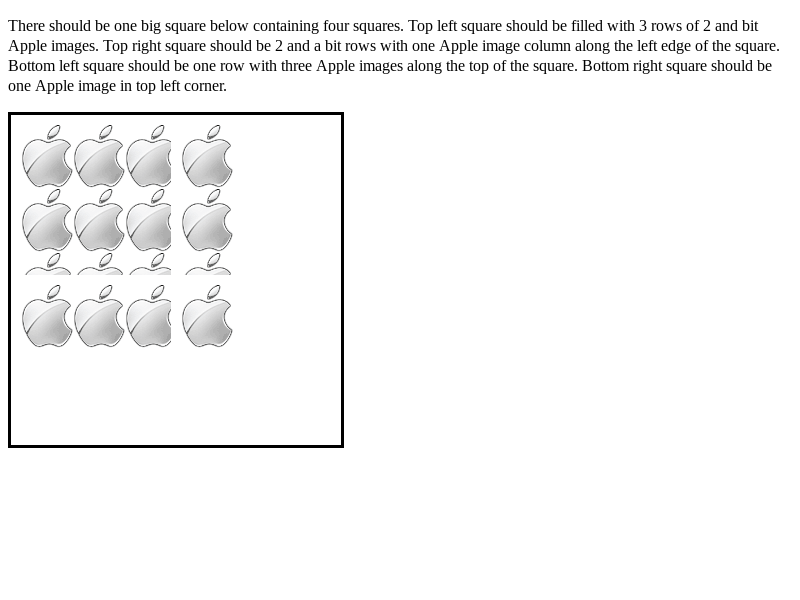 There should be one big square below containing four squares. Top left square should be filled with 3 rows of 2 and bit
Apple images. Top right square should be 2 and a bit rows with one Apple image column along the left edge of the square.
Bottom left square should be one row with three Apple images along the top of the square. Bottom right square should be
one Apple image in top left corner.